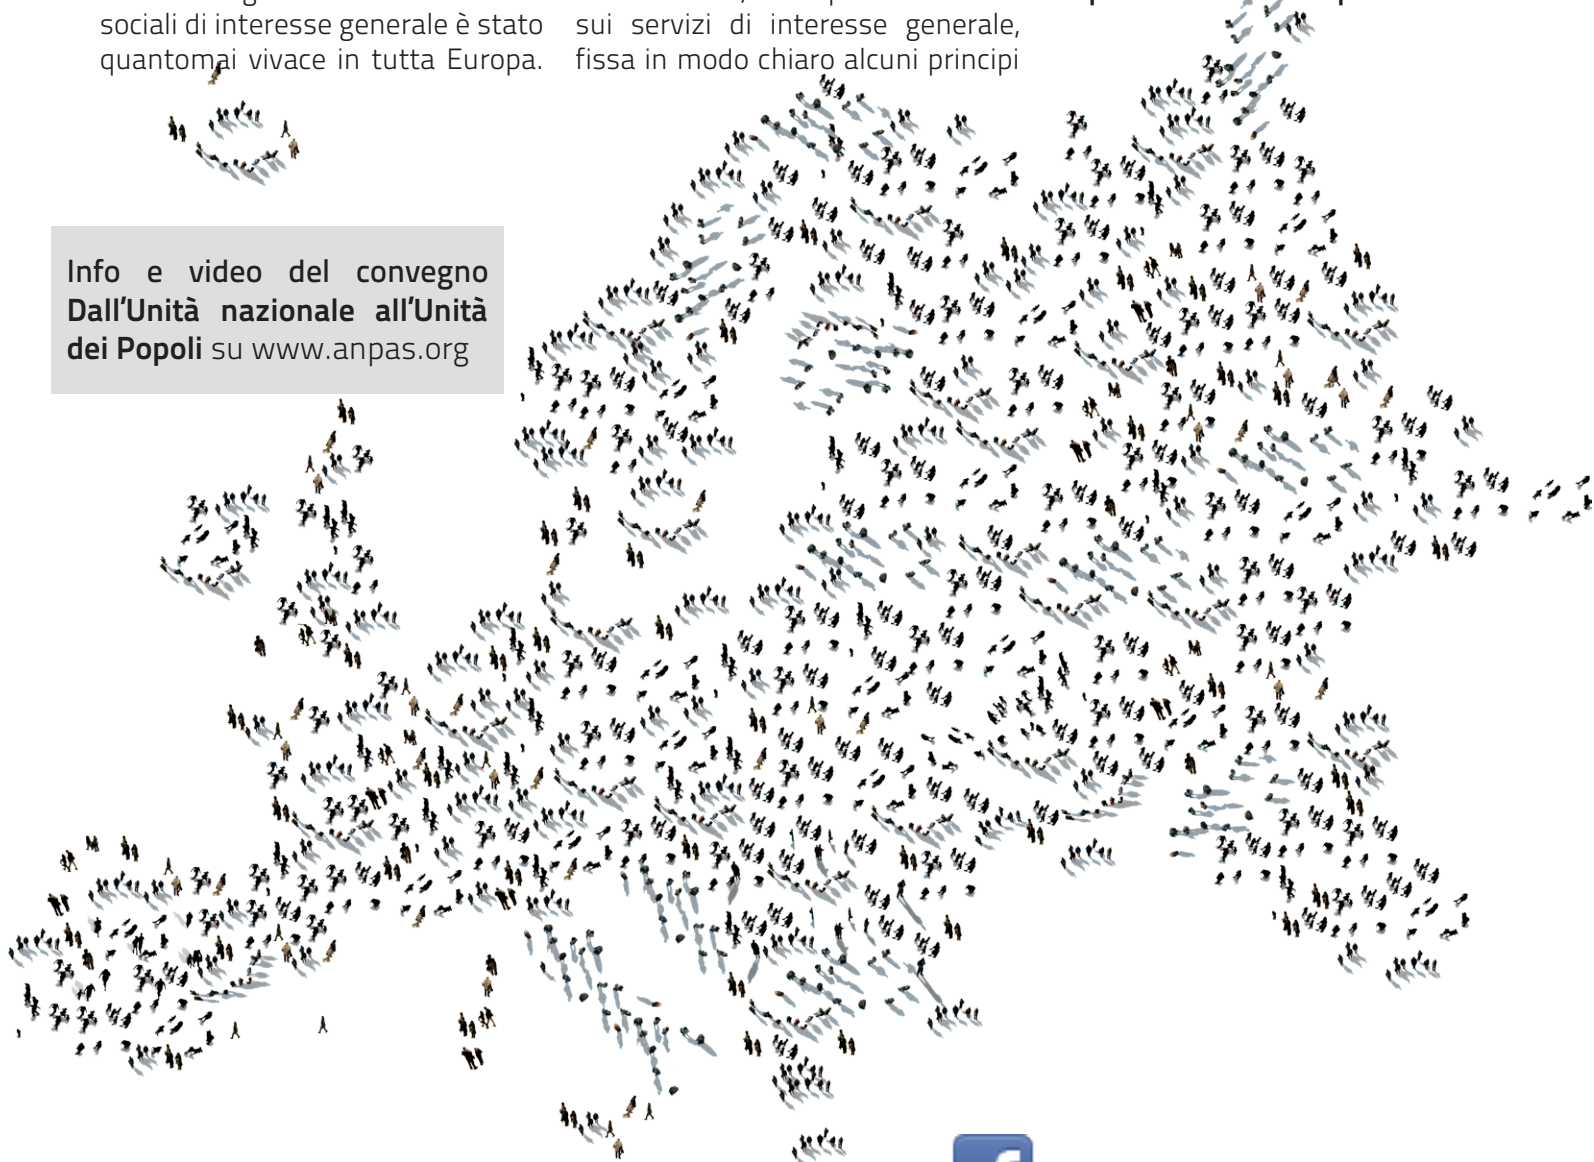 sociali di interesse generale è stato
quantomai vivace in tutta Europa.
sui servizi di interesse generale,
fissa in modo chiaro alcuni principi
Info e video del convegno
Dall'Unità nazionale all'Unità
dei Popoli su www.anpas.org